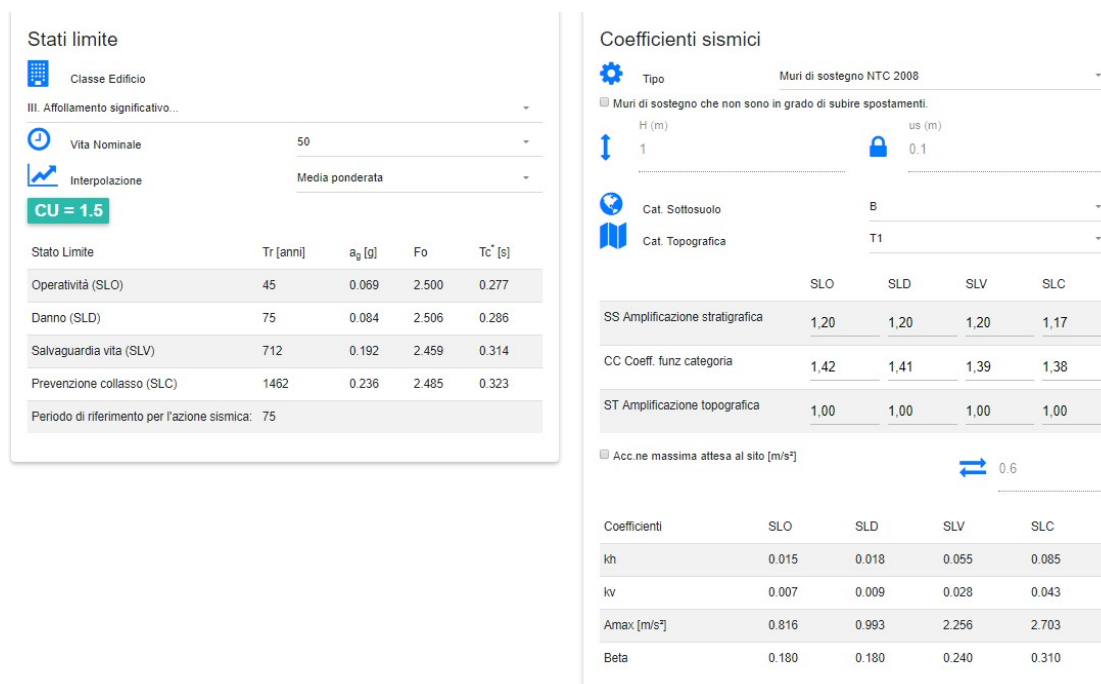 Stati limite
Classe Edificio
III. Affollamento significativo...
Vita Nominale 50
Interpolazione Media ponderata
CU = 1.5
Stato Limite Tr [anni] ag [g] Fo Tc* [s]
Operatività (SLO) 45 0.069 2.500 0.277
Danno (SLD) 75 0.084 2.506 0.286
Salvaguardia vita (SLV) 712 0.192 2.459 0.314
Prevenzione collasso (SLC) 1462 0.236 2.485 0.323
Periodo di riferimento per l'azione sismica: 75
Coefficienti sismici
Tipo Muri di sostegno NTC 2008
Muri di sostegno che non sono in grado di subire spostamenti.
H (m) us (m)
1 0.1
Cat. Sottosuolo B
Cat. Topografica T1
SLO SLD SLV SLC
SS Amplificazione stratigrafica 1,20 1,20 1,20 1,17
CC Coeff. funz categoria 1,42 1,41 1,39 1,38
ST Amplificazione topografica 1,00 1,00 1,00 1,00
Acc.ne massima attesa al sito [m/s²] 0.6
Coefficienti SLO SLD SLV SLC
kh 0.015 0.018 0.055 0.085
kv 0.007 0.009 0.028 0.043
Amax [m/s²] 0.816 0.993 2.256 2.703
Beta 0.180 0.180 0.240 0.310